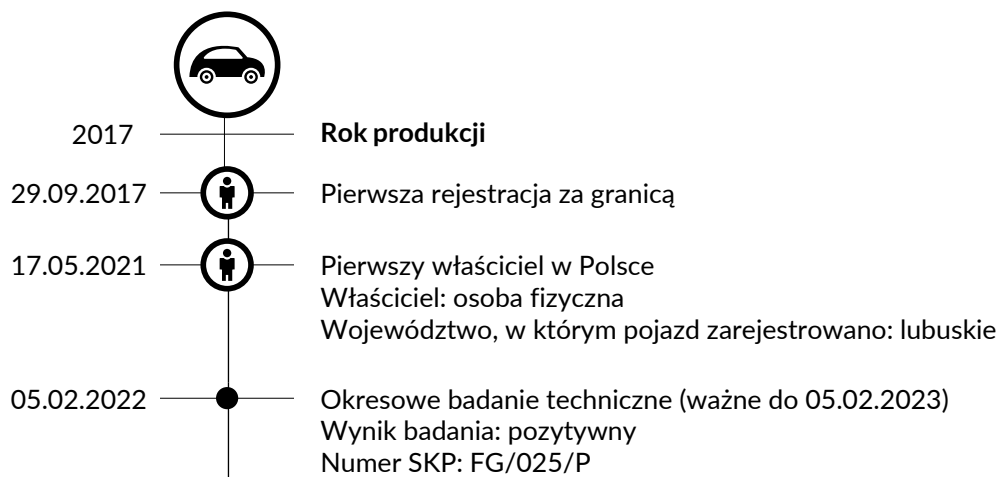 2017 Rok produkcji
29.09.2017 Pierwsza rejestracja za granicą
17.05.2021 Pierwszy właściciel w Polsce
Właściciel: osoba fizyczna
Województwo, w którym pojazd zarejestrowano: lubuskie
05.02.2022 Okresowe badanie techniczne (ważne do 05.02.2023)
Wynik badania: pozytywny
Numer SKP: FG/025/P